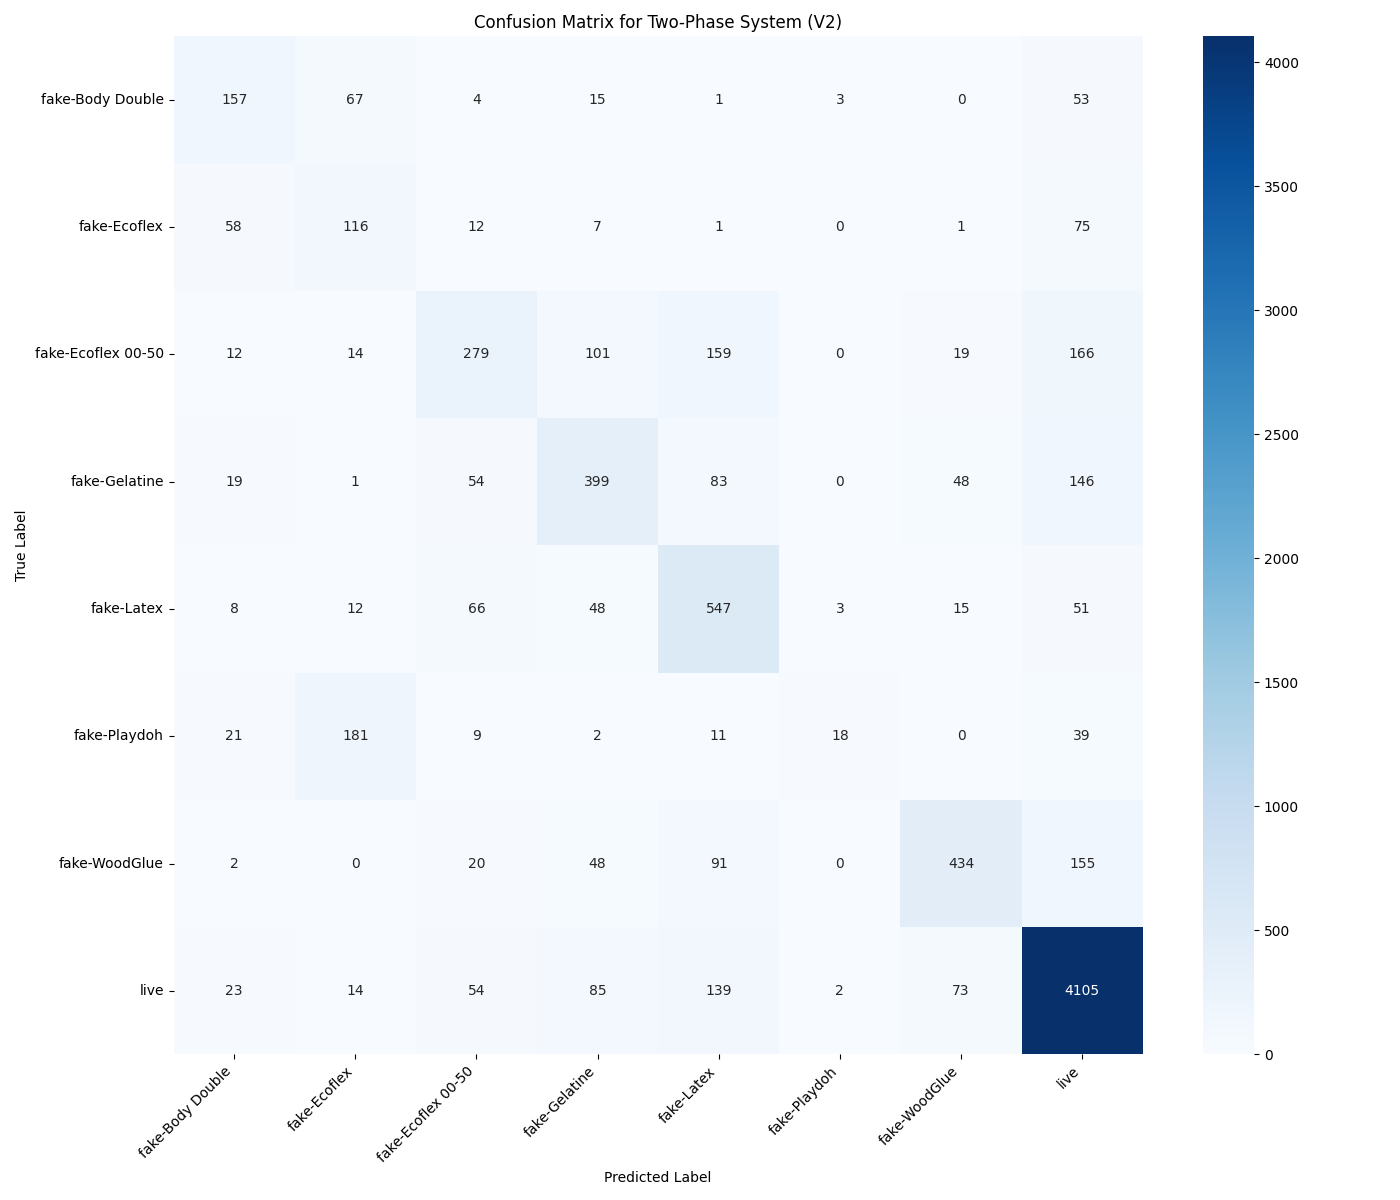 Confusion Matrix for Two-Phase System (V2)
True Label
fake-Body Double 157 67 4 15 1 3 0 53
fake-Ecoflex 58 116 12 7 1 0 1 75
fake-Ecoflex 00-50 12 14 279 101 159 0 19 166
fake-Gelatine 19 1 54 399 83 0 48 146
fake-Latex 8 12 66 48 547 3 15 51
fake-Playdoh 21 181 9 2 11 18 0 39
fake-WoodGlue 2 0 20 48 91 0 434 155
live 23 14 54 85 139 2 73 4105
fake-Body Double
fake-Ecoflex
fake-Ecoflex 00-50
fake-Gelatine
fake-Latex
fake-Playdoh
fake-WoodGlue
live
Predicted Label
4000
3500
3000
2500
2000
1500
1000
500
0